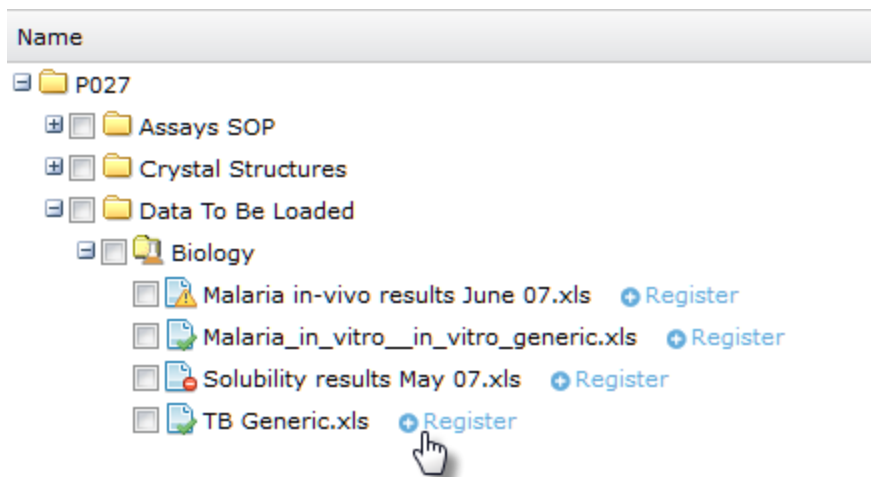 Name
P027
Assays SOP
Crystal Structures
Data To Be Loaded
Biology
Malaria in-vivo results June 07.xls Register
Malaria_in_vitro__in_vitro_generic.xls Register
Solubility results May 07.xls Register
TB Generic.xls Register